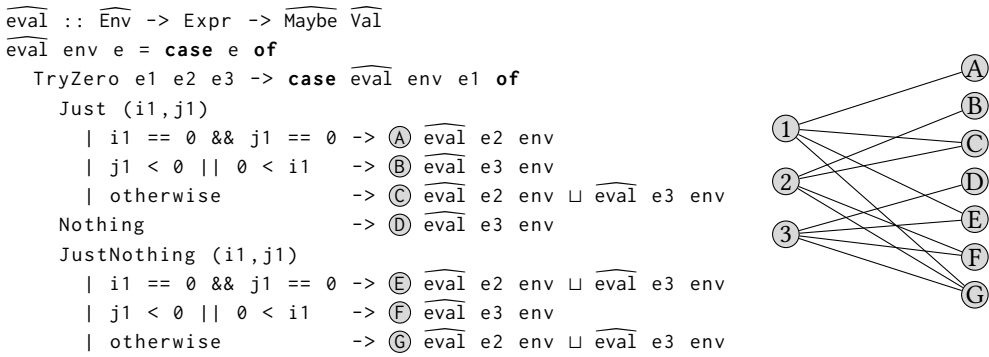 eval :: Env -> Expr -> Maybe Val
eval env e = case e of
TryZero e1 e2 e3 -> case eval env e1 of
Just (i1,j1)
| i1 == 0 && j1 == 0 -> A eval e2 env
| j1 < 0 || 0 < i1 -> B eval e3 env
| otherwise -> C eval e2 env ⊔ eval e3 env
Nothing -> D eval e3 env
JustNothing (i1,j1)
| i1 == 0 && j1 == 0 -> E eval e2 env ⊔ eval e3 env
| j1 < 0 || 0 < i1 -> F eval e3 env
| otherwise -> G eval e2 env ⊔ eval e3 env
1
2
3
A
B
C
D
E
F
G